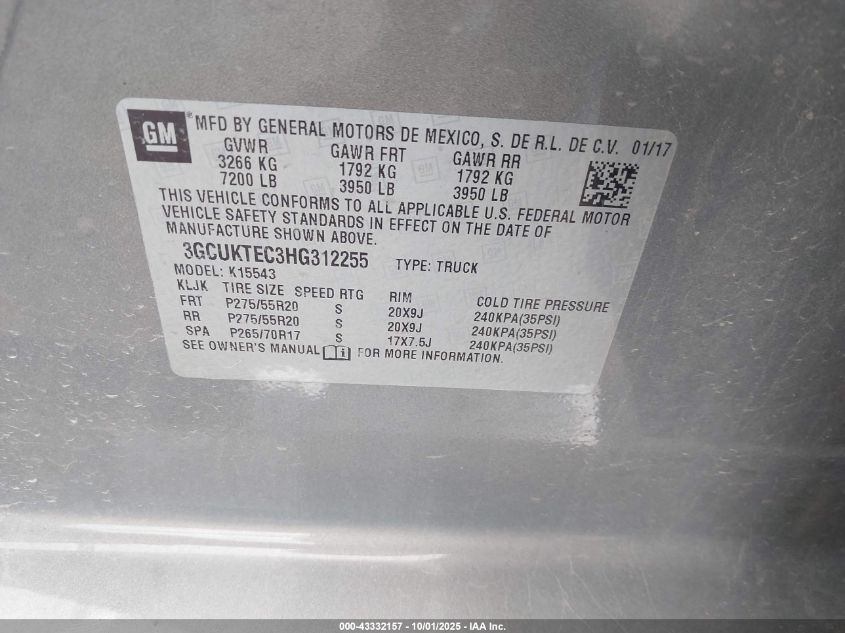 GM ® MFD BY GENERAL MOTORS DE MEXICO, S. DE R.L. DE C.V. 01/17
GVWR GAWR FRT GAWR RR
3266 KG 1792 KG 1792 KG
7200 LB 3950 LB 3950 LB
THIS VEHICLE CONFORMS TO ALL APPLICABLE U.S. FEDERAL MOTOR
VEHICLE SAFETY STANDARDS IN EFFECT ON THE DATE OF
MANUFACTURE SHOWN ABOVE.
3GCUKTEC3HG312255 TYPE: TRUCK
MODEL: K15543
KLJK TIRE SIZE SPEED RTG RIM COLD TIRE PRESSURE
FRT P275/55R20 S 20X9J 240KPA(35PSI)
RR P275/55R20 S 20X9J 240KPA(35PSI)
SPA P265/70R17 S 17X7.5J 240KPA(35PSI)
SEE OWNER'S MANUAL FOR MORE INFORMATION.
000-43332157 - 10/01/2025 - IAA Inc.